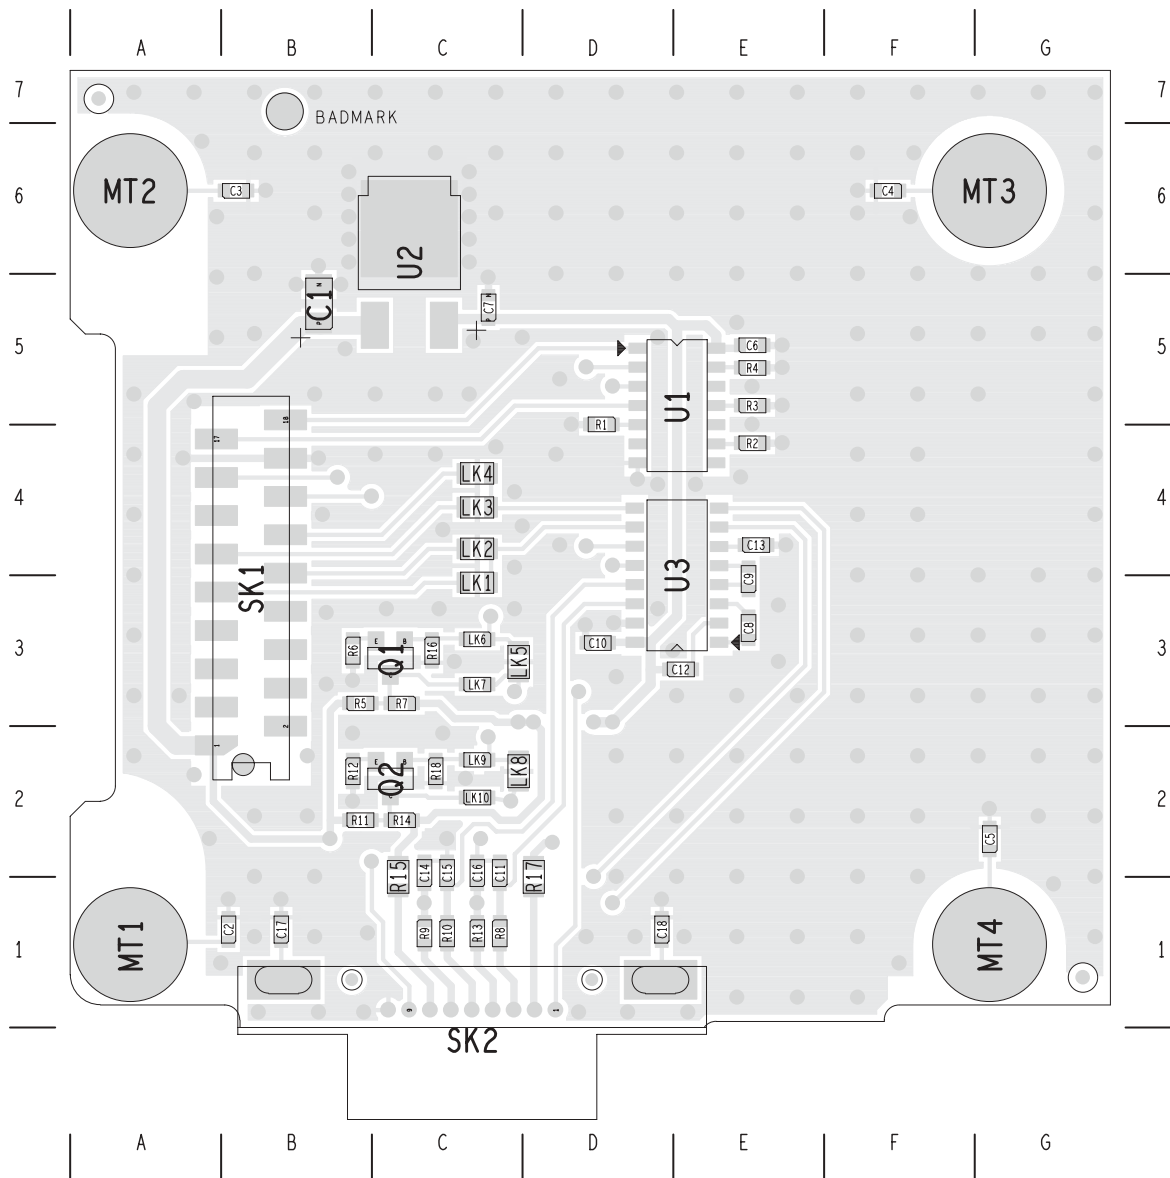 A B C D E F G
7 7
BADMARK
MT2 C3 C4 MT3
6 6
U2
C1 N P C7 N P
5 C6 5
R4
U1 R3
18 R1
17 R2
LK4
4 LK3 4
LK2 C13
SK1 LK1 U3 C9
C8
R6 E B Q1 C R16 LK6 LK5 C10
3 C12 3
LK7
R5 R7
2
1
R12 E B Q2 C R18 LK9 LK8
2 LK10 2
R11 R14 C5
R15 C14 C15 C16 C11 R17
MT1 C2 C17 R9 R10 R13 R8 C18 MT4
1 1
9 1
SK2
A B C D E F G